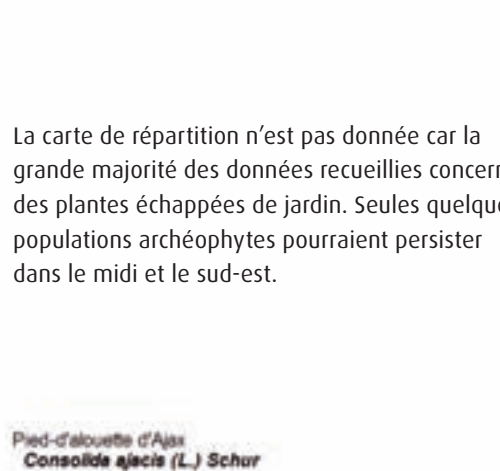 La carte de répartition n’est pas donnée car la
grande majorité des données recueillies concern
des plantes échappées de jardin. Seules quelque
populations archéophytes pourraient persister
dans le midi et le sud-est.
Pied-d'alouette d'Ajax
Consolida ajacis (L.) Schur